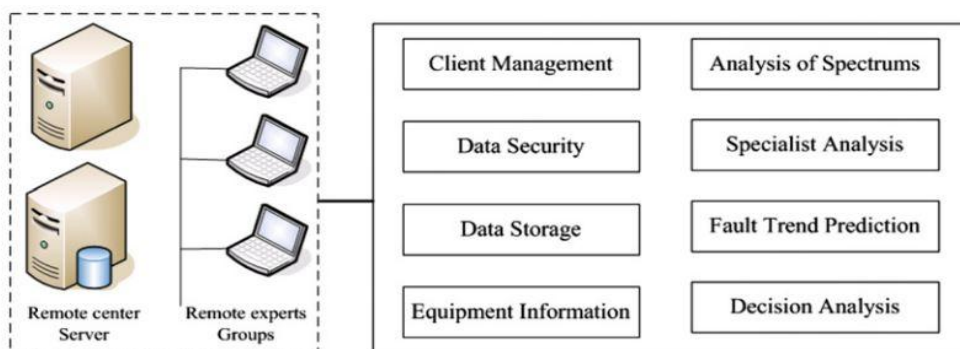 Client Management
Analysis of Spectrums
Data Security
Specialist Analysis
Data Storage
Fault Trend Prediction
Equipment Information
Decision Analysis
Remote center
Server
Remote experts
Groups